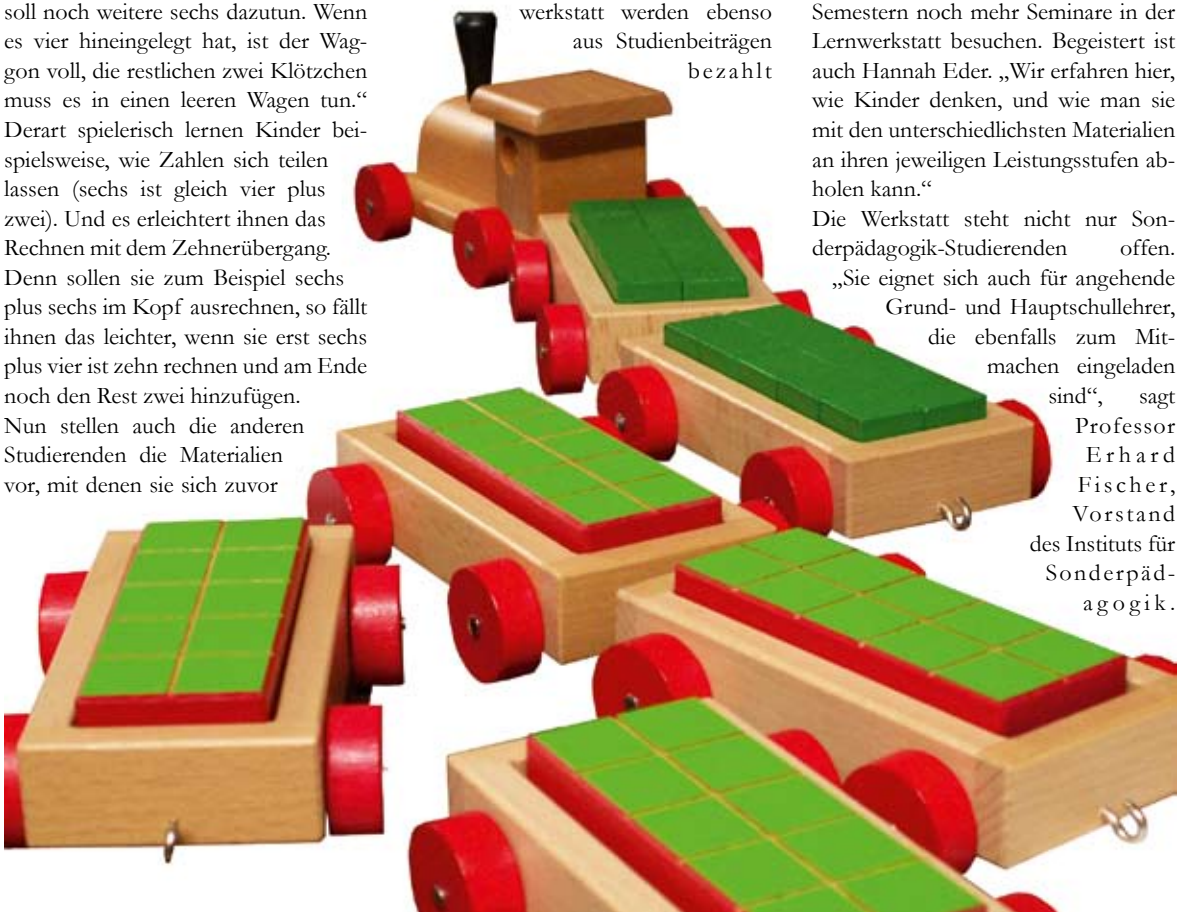 soll noch weitere sechs dazutun. Wenn
es vier hineingelegt hat, ist der Wag-
gon voll, die restlichen zwei Klötzchen
muss es in einen leeren Wagen tun.“
Derart spielerisch lernen Kinder bei-
spielsweise, wie Zahlen sich teilen
lassen (sechs ist gleich vier plus
zwei). Und es erleichtert ihnen das
Rechnen mit dem Zehnerübergang.
Denn sollen sie zum Beispiel sechs
plus sechs im Kopf ausrechnen, so fällt
ihnen das leichter, wenn sie erst sechs
plus vier ist zehn rechnen und am Ende
noch den Rest zwei hinzufügen.
Nun stellen auch die anderen
Studierenden die Materialien
vor, mit denen sie sich zuvor
werkstatt werden ebenso
aus Studienbeiträgen
bezahlt
Semestern noch mehr Seminare in der
Lernwerkstatt besuchen. Begeistert ist
auch Hannah Eder. „Wir erfahren hier,
wie Kinder denken, und wie man sie
mit den unterschiedlichsten Materialien
an ihren jeweiligen Leistungsstufen ab-
holen kann.“
Die Werkstatt steht nicht nur Son-
derpädagogik-Studierenden offen.
„Sie eignet sich auch für angehende
Grund- und Hauptschullehrer,
die ebenfalls zum Mit-
machen eingeladen
sind“, sagt
Professor
Erhard
Fischer,
Vorstand
des Instituts für
Sonderpäd-
agogik.